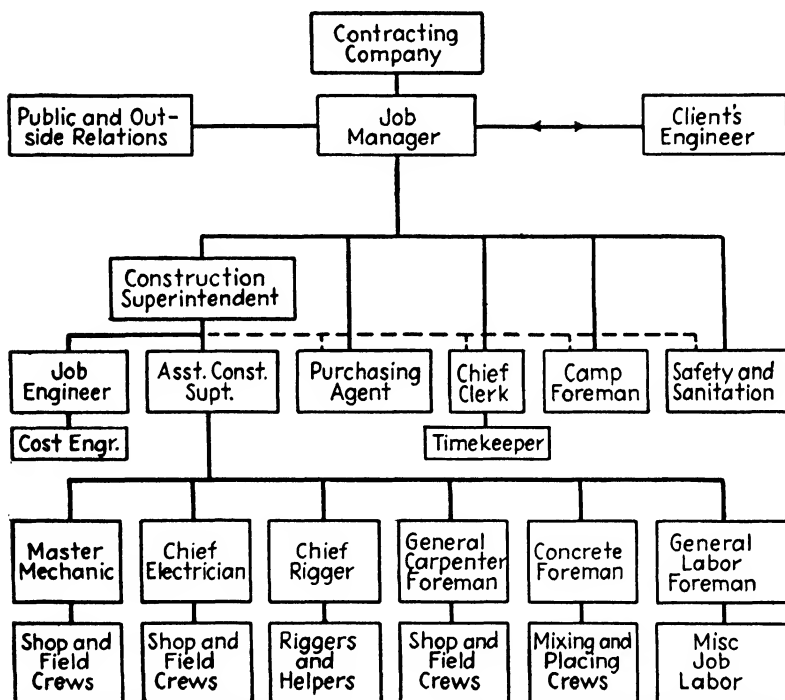 Contracting
Company
Public and Out-
side Relations
Job
Manager
Client's
Engineer
Construction
Superintendent
Job
Engineer
Asst. Const.
Supt.
Purchasing
Agent
Chief
Clerk
Camp
Foreman
Safety and
Sanitation
Cost Engr.
Timekeeper
Master
Mechanic
Chief
Electrician
Chief
Rigger
General
Carpenter
Foreman
Concrete
Foreman
General
Labor
Foreman
Shop and
Field
Crews
Shop and
Field
Crews
Riggers
and
Helpers
Shop and
Field
Crews
Mixing and
Placing
Crews
Misc
Job
Labor